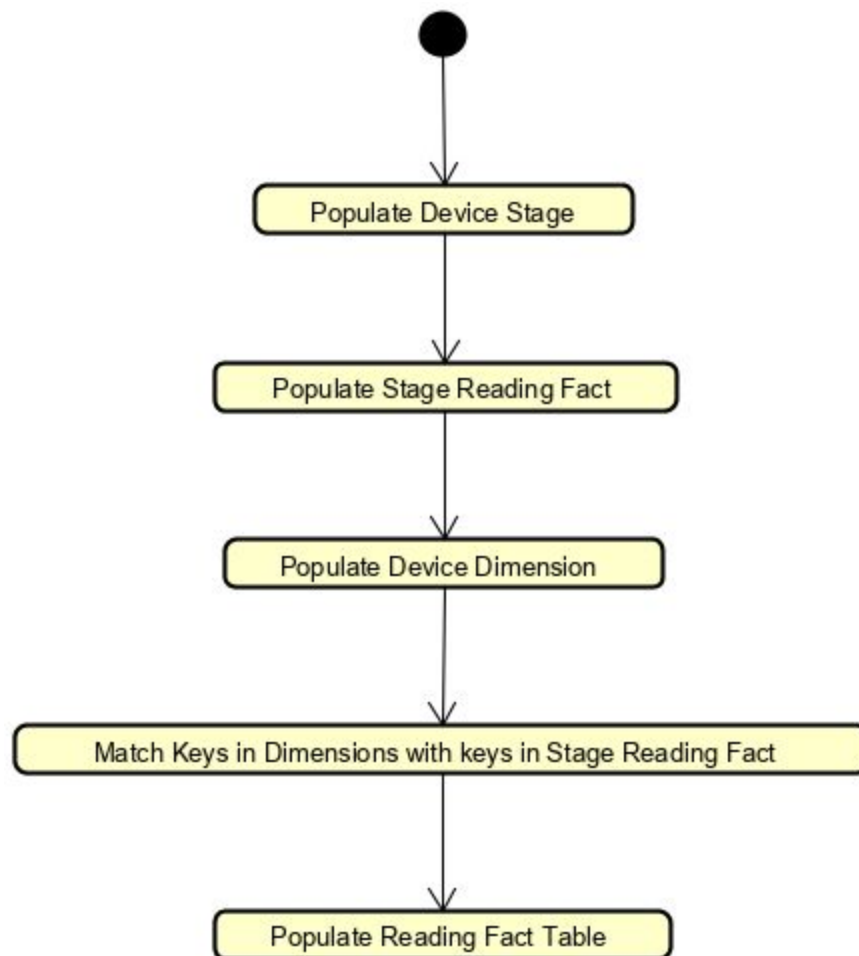 Populate Device Stage
Populate Stage Reading Fact
Populate Device Dimension
Match Keys in Dimensions with keys in Stage Reading Fact
Populate Reading Fact Table